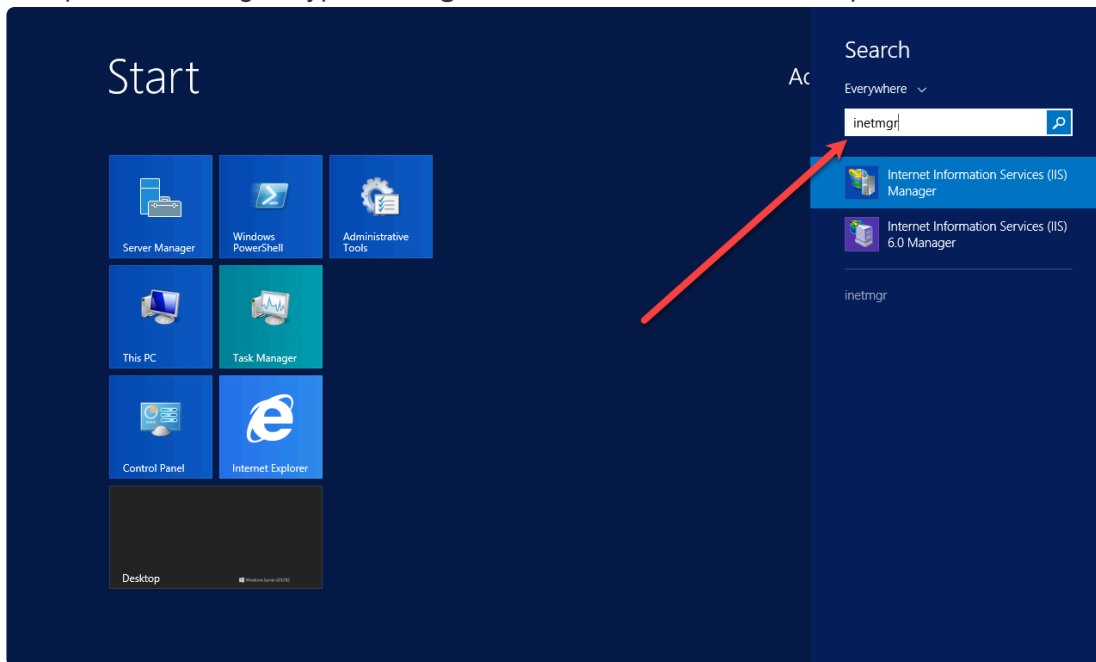 Start
Ac
Server Manager
Windows
PowerShell
Administrative
Tools
This PC
Task Manager
Control Panel
Internet Explorer
Desktop
Search
Everywhere
inetmgr
Internet Information Services (IIS)
Manager
Internet Information Services (IIS)
6.0 Manager
inetmgr